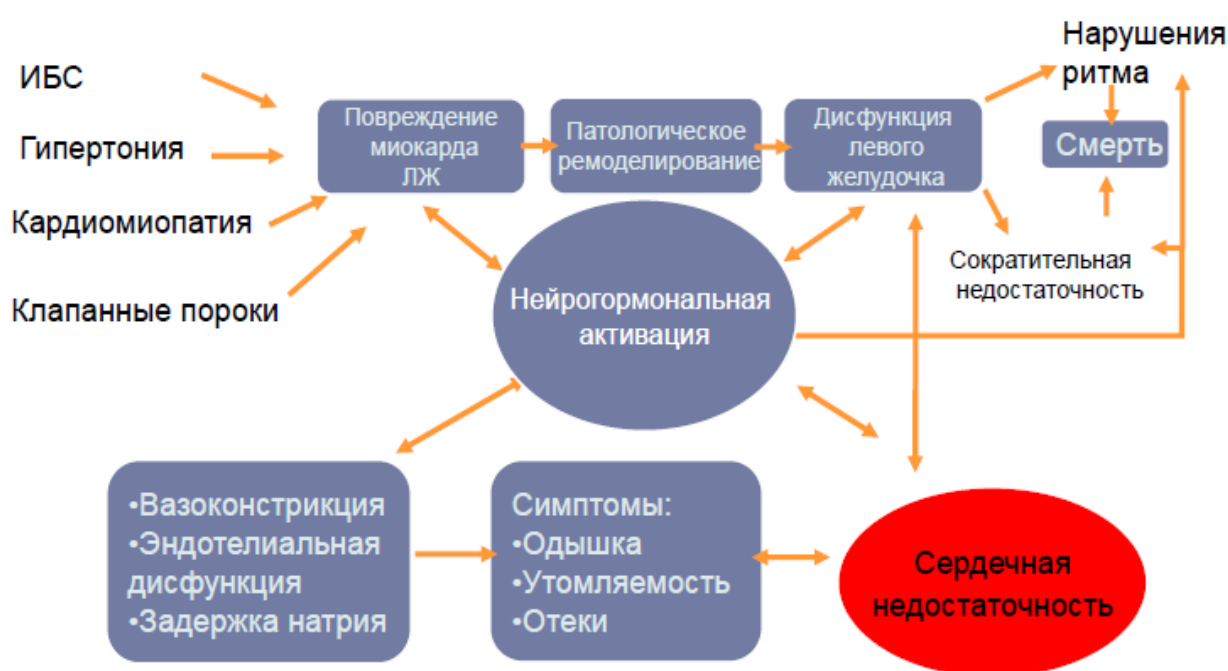 Нарушения
ритма
ИБС
Гипертония
Кардиомиопатия
Клапанные пороки
Повреждение
миокарда
ЛЖ
Патологическое
ремоделирование
Дисфункция
левого
желудочка
Смерть
Сократительная
недостаточность
Нейрогормональная
активация
•Вазоконстрикция
•Эндотелиальная
дисфункция
•Задержка натрия
Симптомы:
•Одышка
•Утомляемость
•Отеки
Сердечная
недостаточность